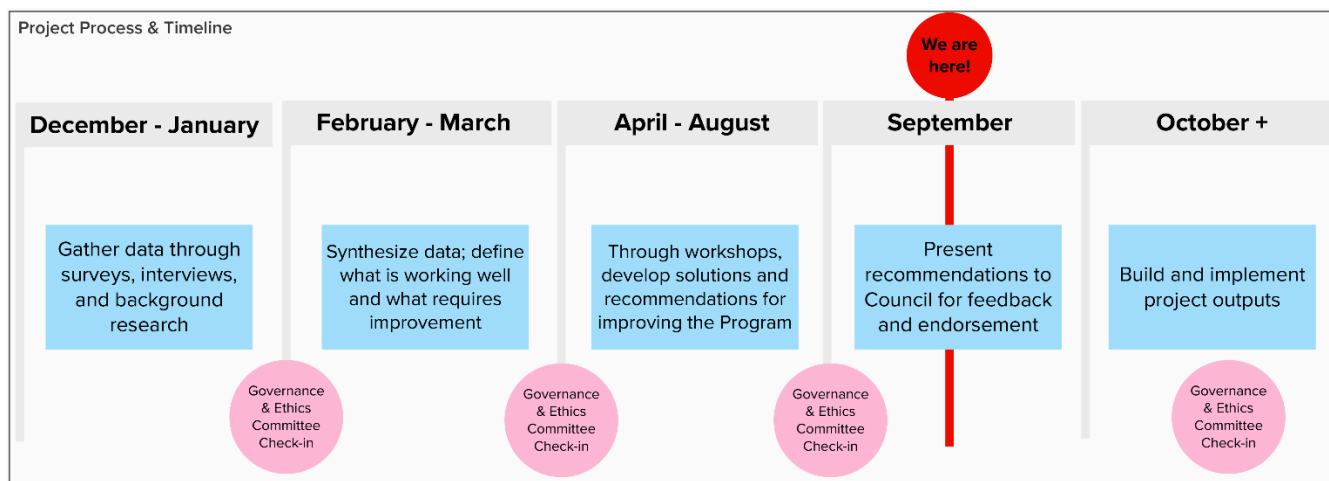 Project Process & Timeline
We are
here!
December - January
February - March
April - August
September
October +
Gather data through
surveys, interviews,
and background
research
Synthesize data; define
what is working well
and what requires
improvement
Through workshops,
develop solutions and
recommendations for
improving the Program
Present
recommendations to
Council for feedback
and endorsement
Build and implement
project outputs
Governance
& Ethics
Committee
Check-in
Governance
& Ethics
Committee
Check-in
Governance
& Ethics
Committee
Check-in
Governance
& Ethics
Committee
Check-in